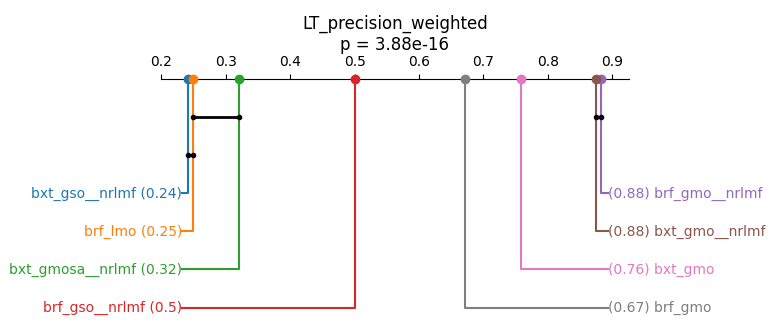 LT_precision_weighted
p = 3.88e-16
0.2 0.3 0.4 0.5 0.6 0.7 0.8 0.9
bxt_gso__nrlmf (0.24) (0.88) brf_gmo__nrlmf
brf_lmo (0.25) (0.88) bxt_gmo__nrlmf
bxt_gmosa__nrlmf (0.32) (0.76) bxt_gmo
brf_gso__nrlmf (0.5) (0.67) brf_gmo